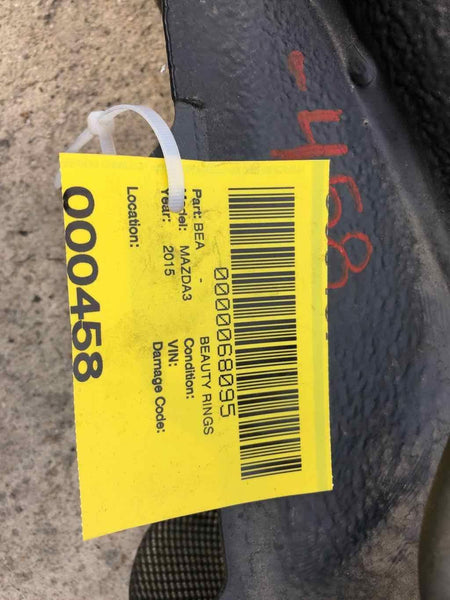 -468
0000068095
Part: BEA - BEAUTY RINGS
Model: MAZDA3 Condition:
Year: 2015 VIN:
Damage Code:
Location:
000458